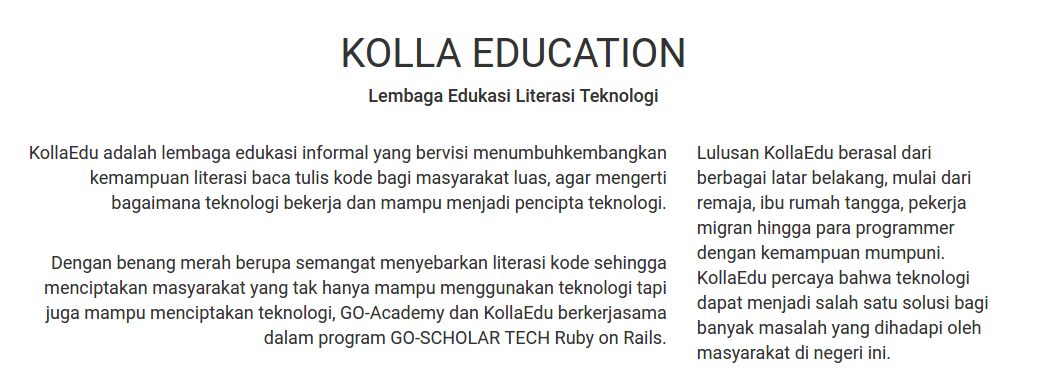 KOLLA EDUCATION
Lembaga Edukasi Literasi Teknologi
KollaEdu adalah lembaga edukasi informal yang bervisi menumbuhkembangkan
kemampuan literasi baca tulis kode bagi masyarakat luas, agar mengerti
bagaimana teknologi bekerja dan mampu menjadi pencipta teknologi.
Dengan benang merah berupa semangat menyebarkan literasi kode sehingga
menciptakan masyarakat yang tak hanya mampu menggunakan teknologi tapi
juga mampu menciptakan teknologi, GO-Academy dan KollaEdu berkerjasama
dalam program GO-SCHOLAR TECH Ruby on Rails.
Lulusan KollaEdu berasal dari
berbagai latar belakang, mulai dari
remaja, ibu rumah tangga, pekerja
migran hingga para programmer
dengan kemampuan mumpuni.
KollaEdu percaya bahwa teknologi
dapat menjadi salah satu solusi bagi
banyak masalah yang dihadapi oleh
masyarakat di negeri ini.